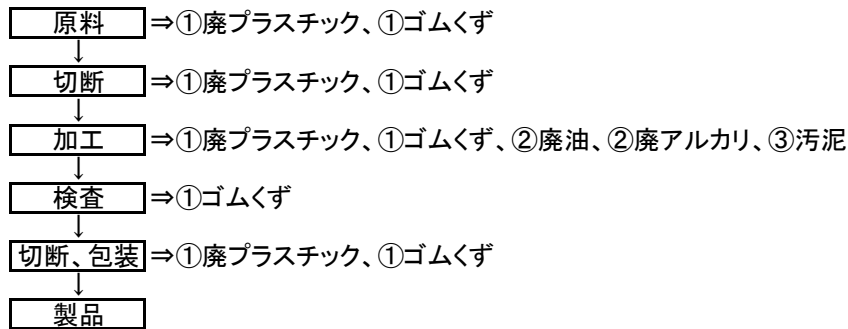 原料 ⇒①廃プラスチック、①ゴムくず
↓
切断 ⇒①廃プラスチック、①ゴムくず
↓
加工 ⇒①廃プラスチック、①ゴムくず、②廃油、②廃アルカリ、③汚泥
↓
検査 ⇒①ゴムくず
↓
切断、包装 ⇒①廃プラスチック、①ゴムくず
↓
製品